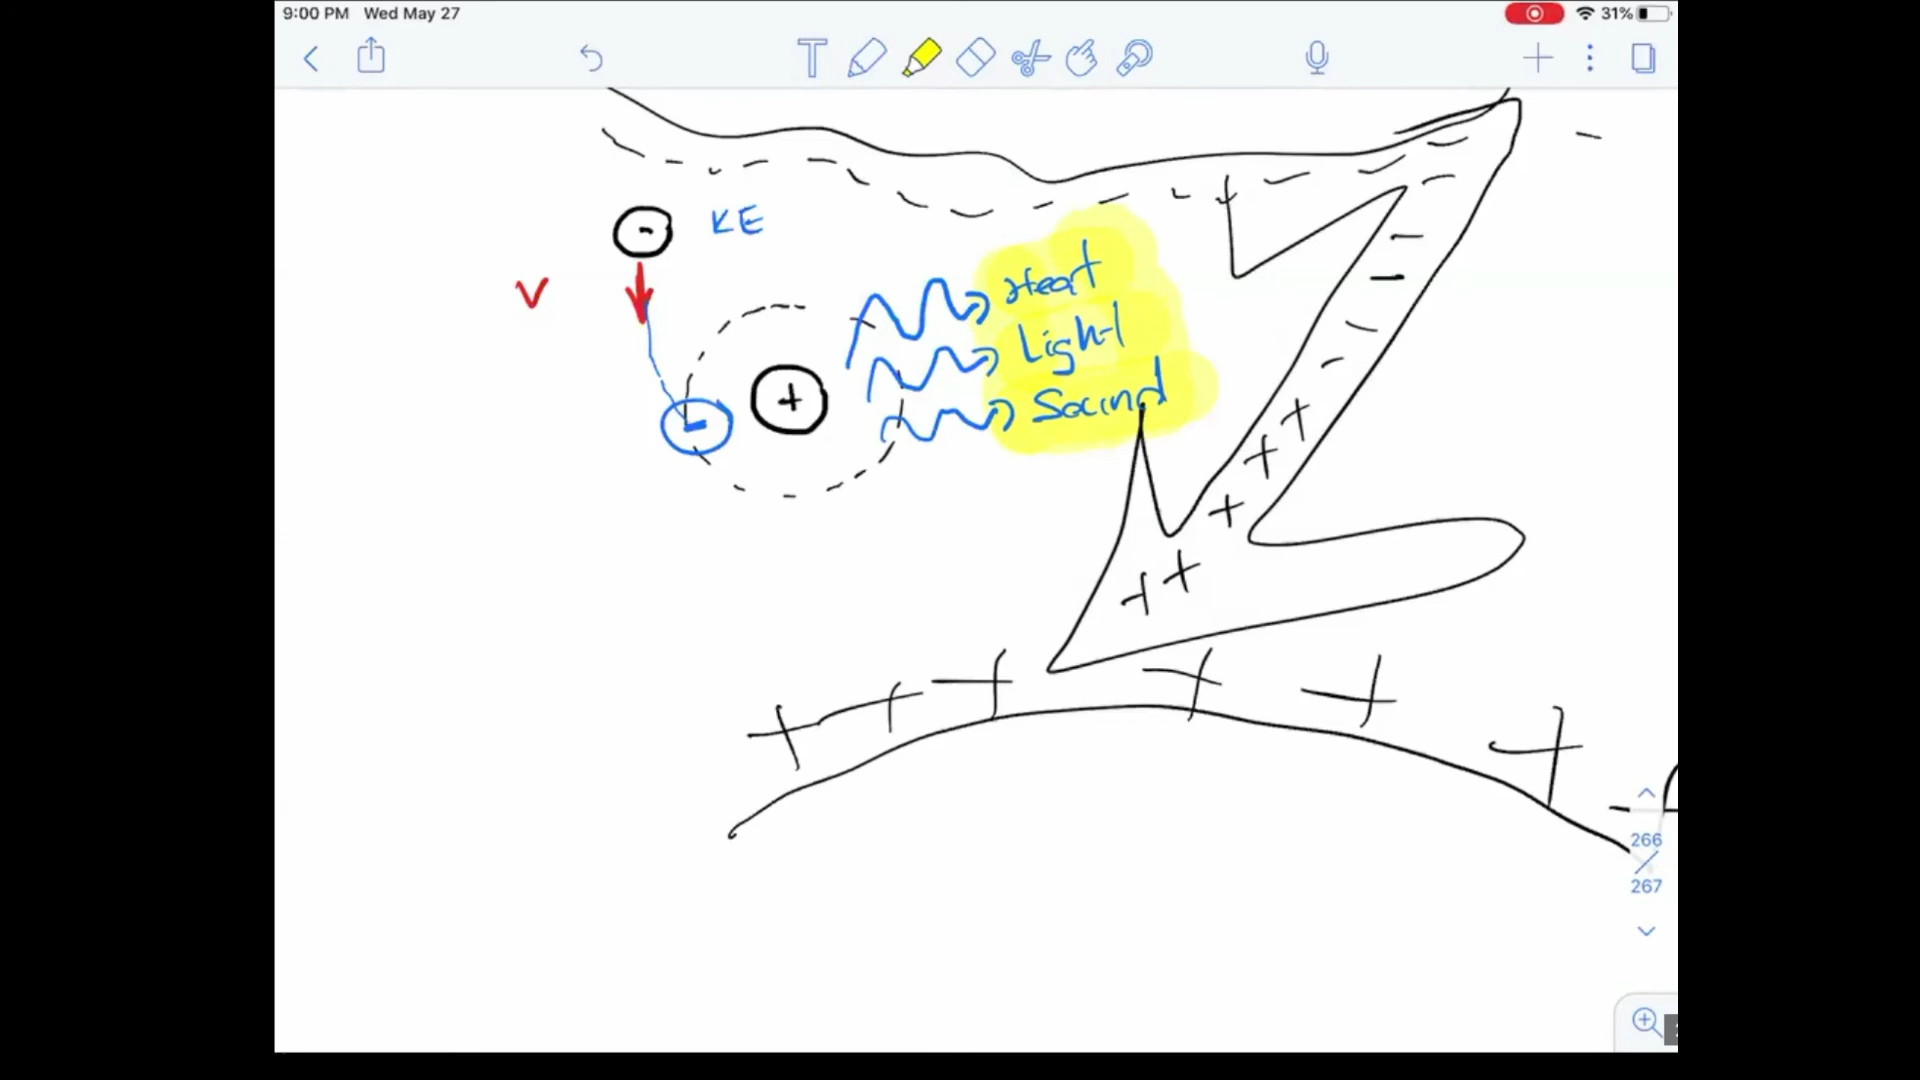 9:00 PM Wed May 27
31%
T
- KE
V
Heat
Light
Sound
+
-
266
267